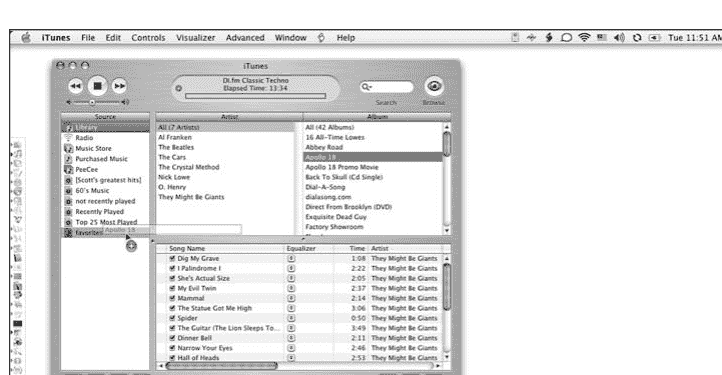 iTunes File Edit Controls Visualizer Advanced Window Help Tue 11:51 AM
iTunes
DI.fm Classic Techno
Elapsed Time: 13:34
Search Browse
Source Artist Album
Library All (7 Artists) All (42 Albums)
Radio Al Franken 16 All-Time Lowes
Music Store The Beatles Abbey Road
Purchased Music The Cars Apollo 18
PeeCee The Crystal Method Apollo 18 Promo Movie
[Scott's greatest hits] Nick Lowe Back To Skull (Cd Single)
60's Music O. Henry Dial-A-Song
not recently played They Might Be Giants dialasong.com
Recently Played Direct From Brooklyn (DVD)
Top 25 Most Played Exquisite Dead Guy
favorites Apollo 18 Factory Showroom
Song Name Equalizer Time Artist
Dig My Grave 1:08 They Might Be Giants
I Palindrome I 2:22 They Might Be Giants
She's Actual Size 2:05 They Might Be Giants
My Evil Twin 2:37 They Might Be Giants
Mammal 2:14 They Might Be Giants
The Statue Got Me High 3:06 They Might Be Giants
Spider 0:50 They Might Be Giants
The Guitar (The Lion Sleeps To... 3:49 They Might Be Giants
Dinner Bell 2:11 They Might Be Giants
Narrow Your Eyes 2:46 They Might Be Giants
Hall of Heads 2:53 They Might Be Giants